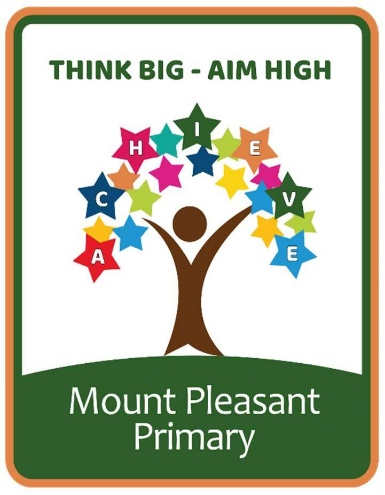 THINK BIG - AIM HIGH
ACHIEVE
Mount Pleasant
Primary